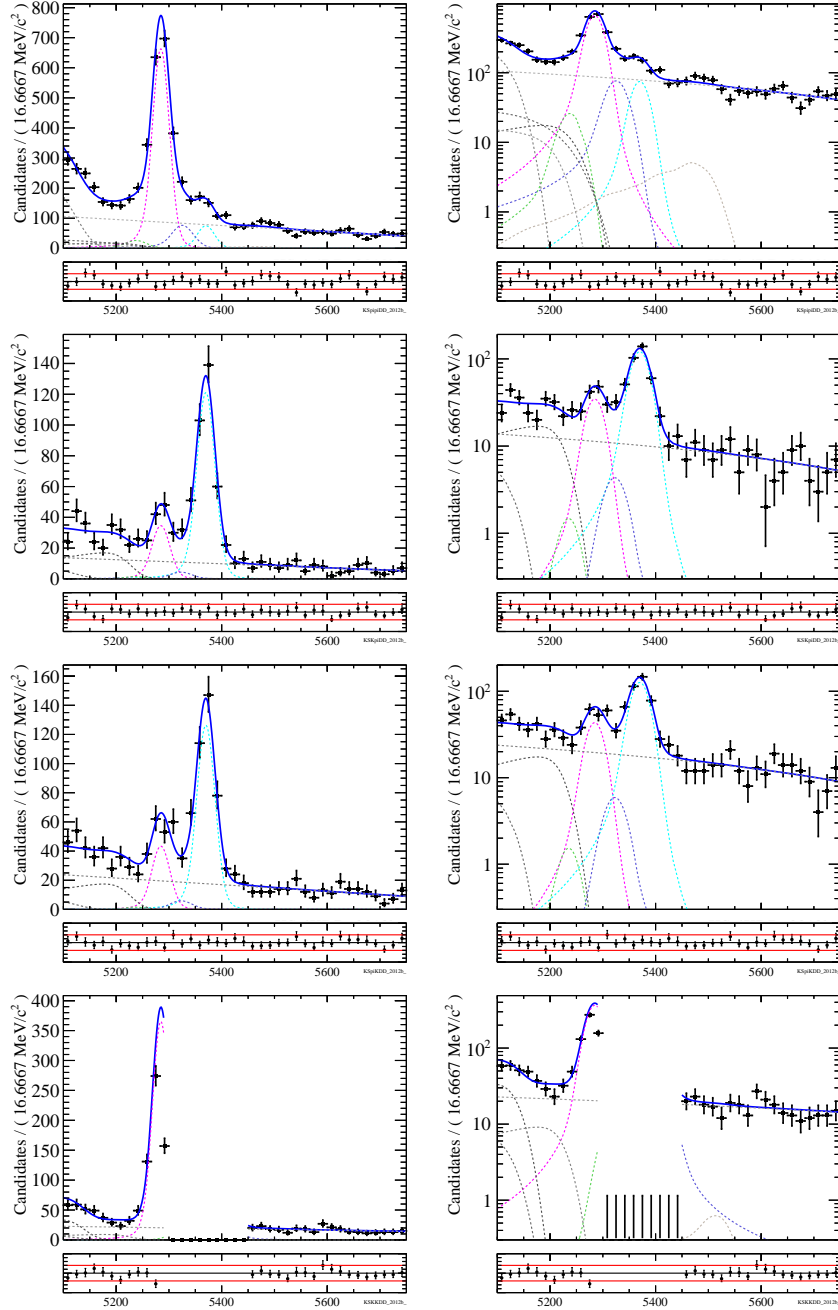 Candidates / ( 16.6667 MeV/c² )
800
700
600
500
400
300
200
100
0
5200 5400 5600
KSpipiDD_2012b_
Candidates / ( 16.6667 MeV/c² )
10²
10
1
5200 5400 5600
KSpipiDD_2012b_
Candidates / ( 16.6667 MeV/c² )
140
120
100
80
60
40
20
0
5200 5400 5600
KSKpiDD_2012b_
Candidates / ( 16.6667 MeV/c² )
10²
10
1
5200 5400 5600
KSKpiDD_2012b_
Candidates / ( 16.6667 MeV/c² )
160
140
120
100
80
60
40
20
0
5200 5400 5600
KSpiKDD_2012b_
Candidates / ( 16.6667 MeV/c² )
10²
10
1
5200 5400 5600
KSpiKDD_2012b_
Candidates / ( 16.6667 MeV/c² )
400
350
300
250
200
150
100
50
0
5200 5400 5600
KSKKDD_2012b_
Candidates / ( 16.6667 MeV/c² )
10²
10
1
5200 5400 5600
KSKKDD_2012b_